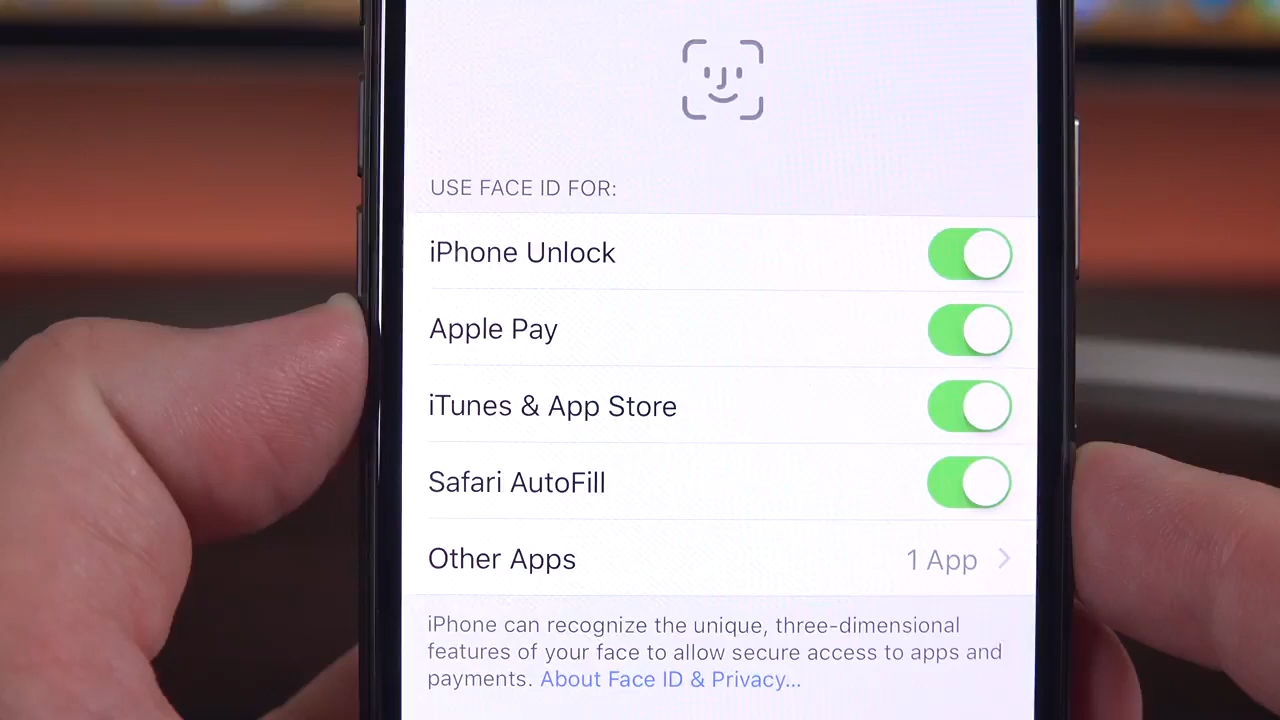 USE FACE ID FOR:
iPhone Unlock
Apple Pay
iTunes & App Store
Safari AutoFill
Other Apps 1 App
iPhone can recognize the unique, three-dimensional
features of your face to allow secure access to apps and
payments. About Face ID & Privacy...